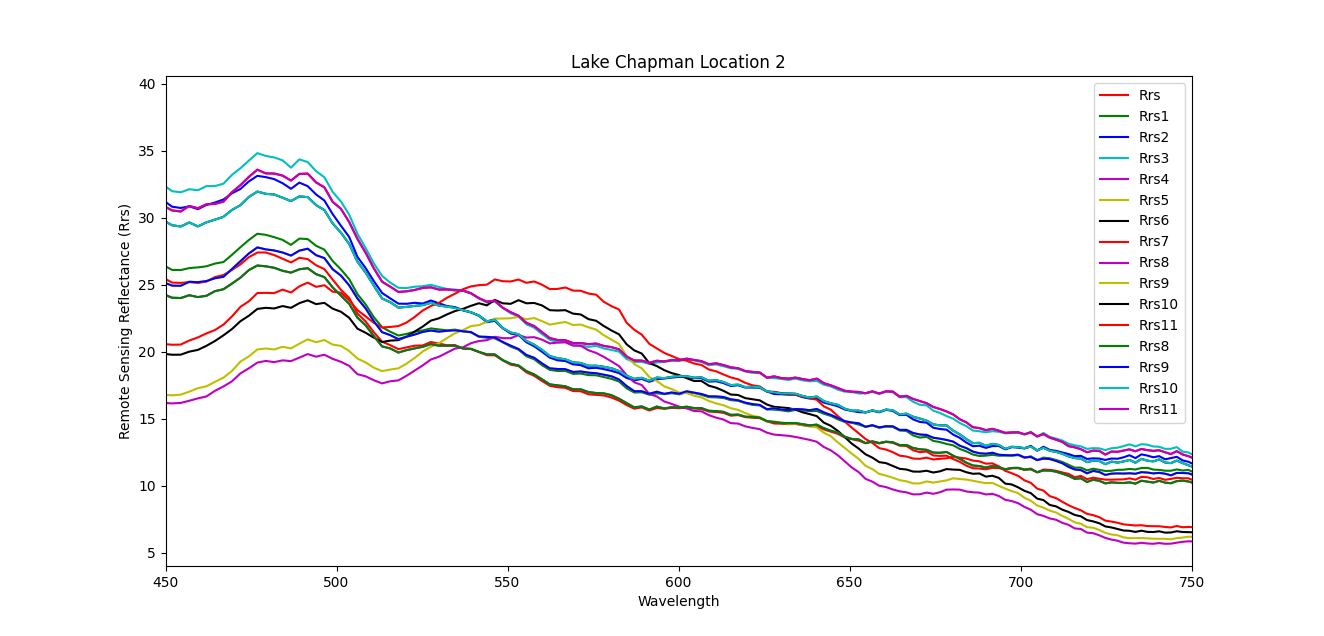 Lake Chapman Location 2
Remote Sensing Reflectance (Rrs)
40
35
30
25
20
15
10
5
450
500
550
600
650
700
750
Wavelength
Rrs
Rrs1
Rrs2
Rrs3
Rrs4
Rrs5
Rrs6
Rrs7
Rrs8
Rrs9
Rrs10
Rrs11
Rrs8
Rrs9
Rrs10
Rrs11